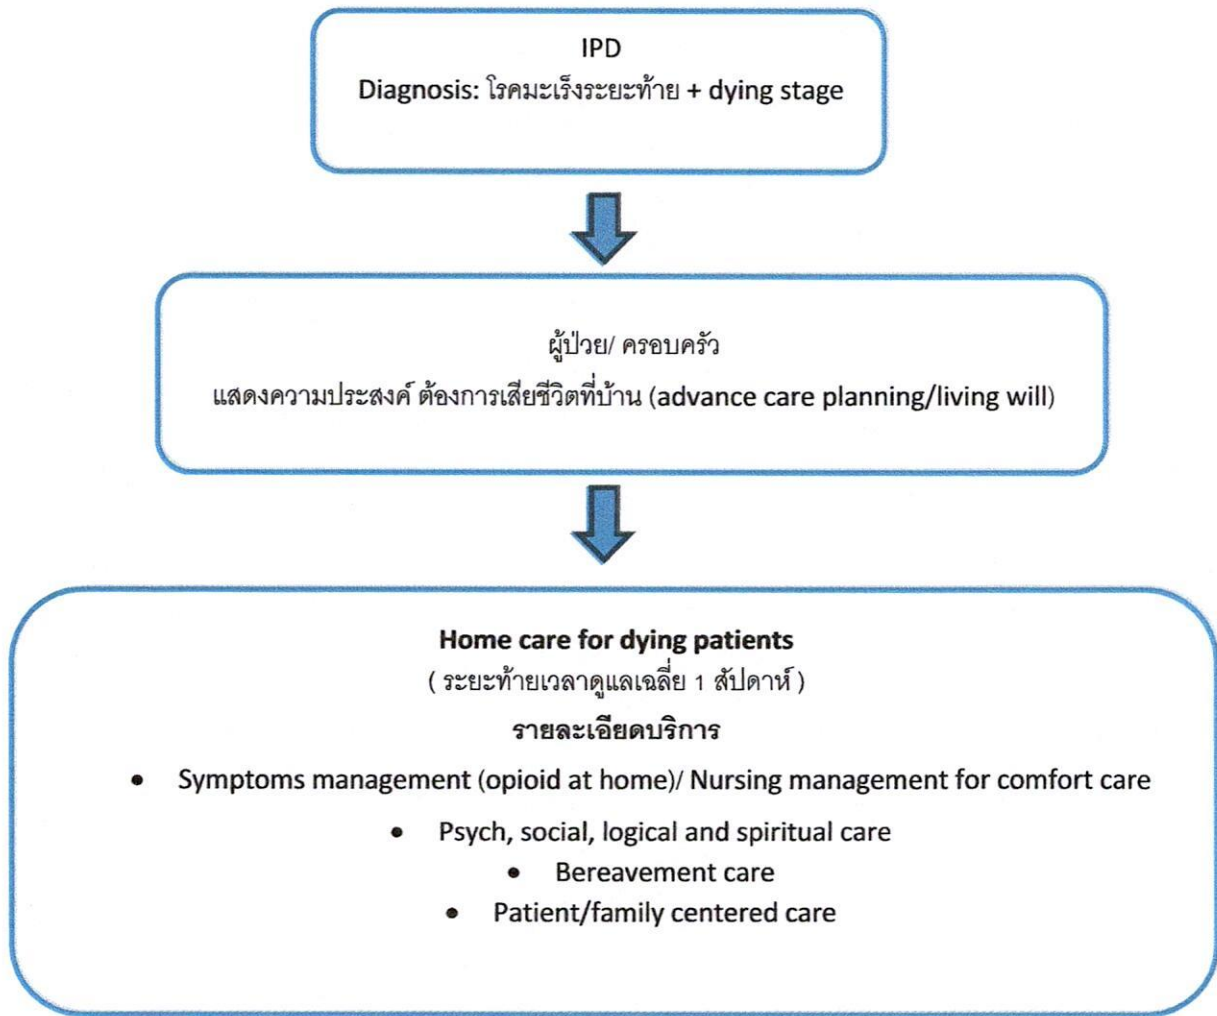 IPD
Diagnosis: โรคมะเร็งระยะท้าย + dying stage
ผู้ป่วย/ ครอบครัว
แสดงความประสงค์ ต้องการเสียชีวิตที่บ้าน (advance care planning/living will)
Home care for dying patients
( ระยะท้ายเวลาดูแลเฉลี่ย 1 สัปดาห์ )
รายละเอียดบริการ
• Symptoms management (opioid at home)/ Nursing management for comfort care
• Psych, social, logical and spiritual care
• Bereavement care
• Patient/family centered care